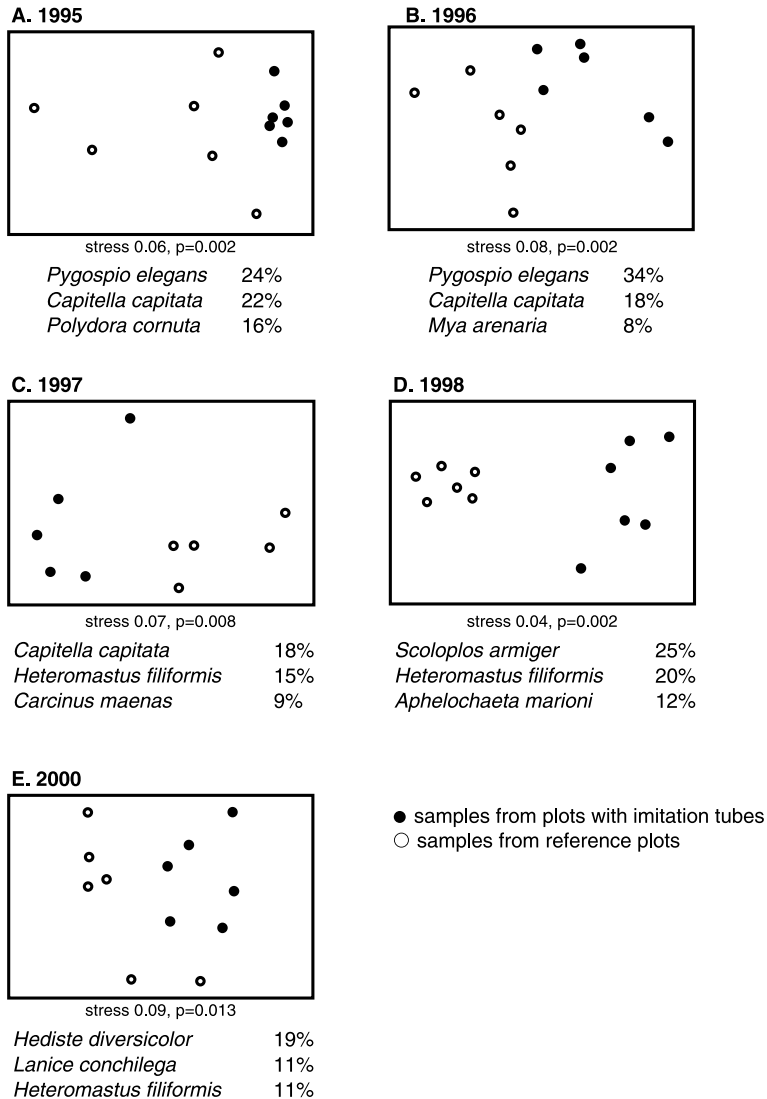 A. 1995
stress 0.06, p=0.002
Pygospio elegans 24%
Capitella capitata 22%
Polydora cornuta 16%
B. 1996
stress 0.08, p=0.002
Pygospio elegans 34%
Capitella capitata 18%
Mya arenaria 8%
C. 1997
stress 0.07, p=0.008
Capitella capitata 18%
Heteromastus filiformis 15%
Carcinus maenas 9%
D. 1998
stress 0.04, p=0.002
Scoloplos armiger 25%
Heteromastus filiformis 20%
Aphelochaeta marioni 12%
E. 2000
stress 0.09, p=0.013
Hediste diversicolor 19%
Lanice conchilega 11%
Heteromastus filiformis 11%
samples from plots with imitation tubes
samples from reference plots